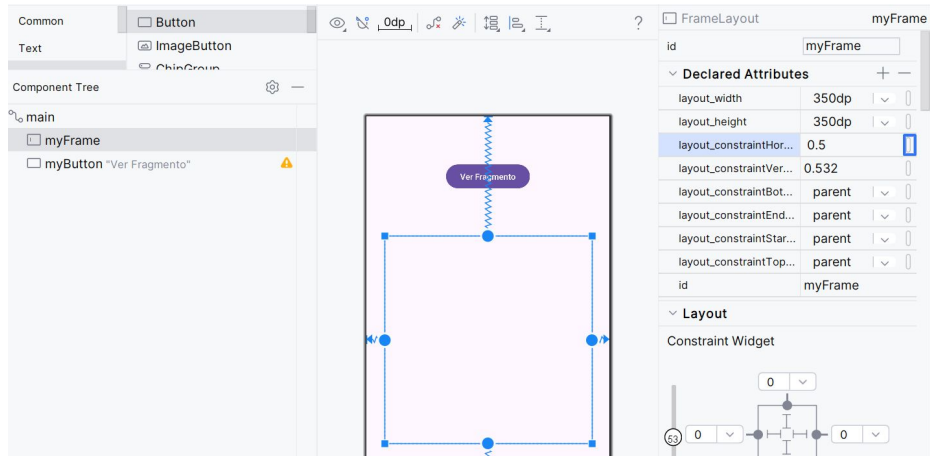 Common
Button
Text
ImageButton
ChipGroup
Component Tree
main
myFrame
myButton "Ver Fragmento"
0dp
?
Ver Fragmento
FrameLayout myFrame
id myFrame
Declared Attributes
layout_width 350dp
layout_height 350dp
layout_constraintHor... 0.5
layout_constraintVer... 0.532
layout_constraintBot... parent
layout_constraintEnd... parent
layout_constraintStar... parent
layout_constraintTop... parent
id myFrame
Layout
Constraint Widget
0
53 0 0